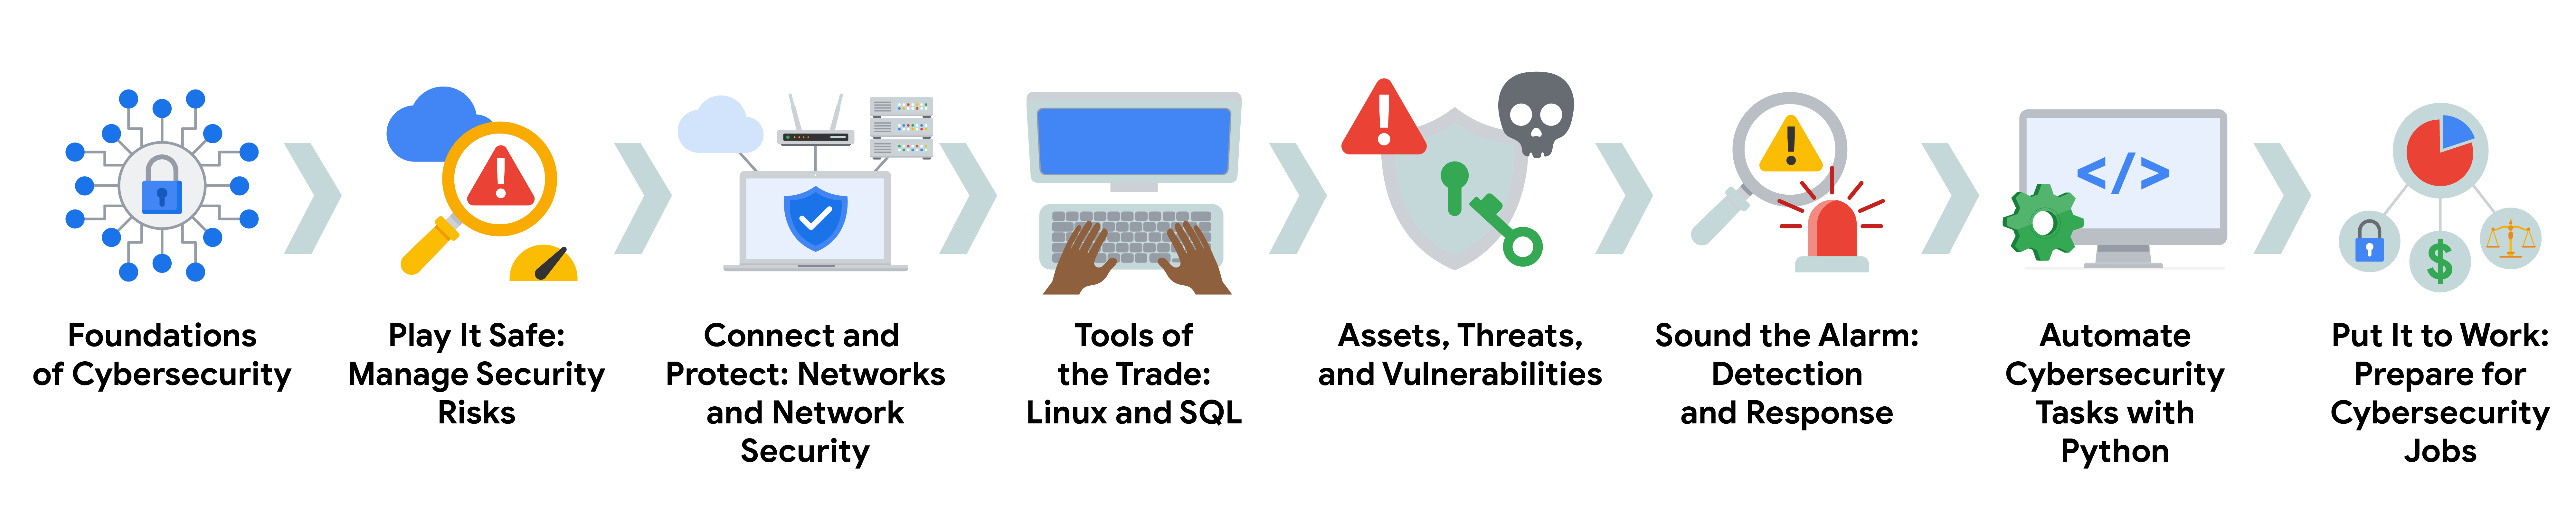 Foundations
of Cybersecurity
Play It Safe:
Manage Security
Risks
Connect and
Protect: Networks
and Network
Security
Tools of
the Trade:
Linux and SQL
Assets, Threats,
and Vulnerabilities
Sound the Alarm:
Detection
and Response
Automate
Cybersecurity
Tasks with
Python
Put It to Work:
Prepare for
Cybersecurity
Jobs